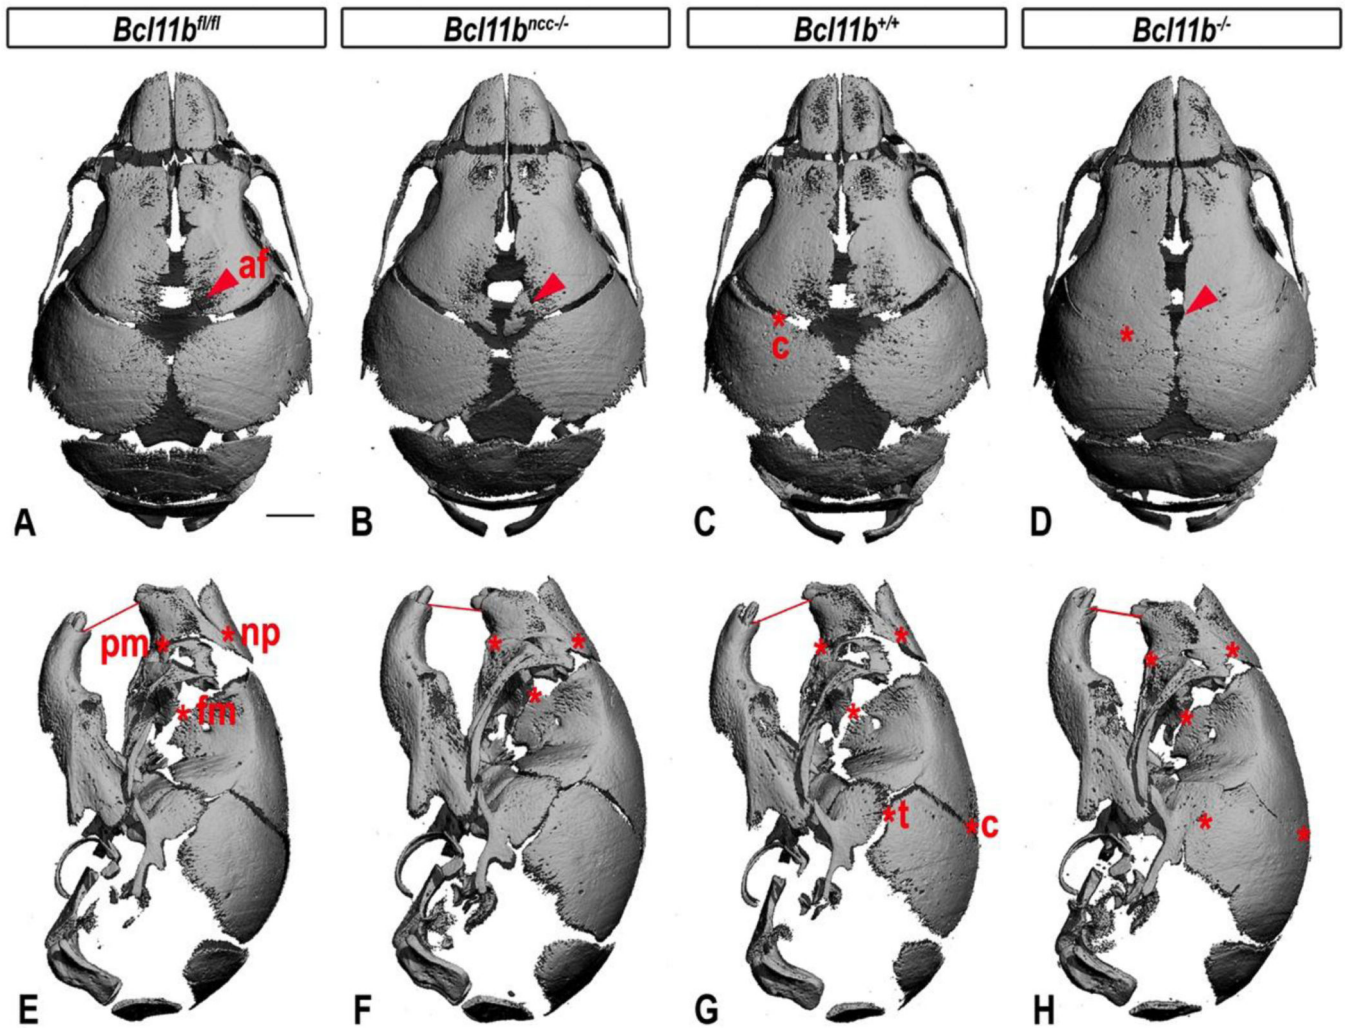 Bcl11bfl/fl
Bcl11bncc-/-
Bcl11b+/+
Bcl11b-/-
af
*
c
*
A
B
C
D
pm*
*np
*fm
*
*
*
*
*
*
*t
*c
*
*
*
*
*
E
F
G
H